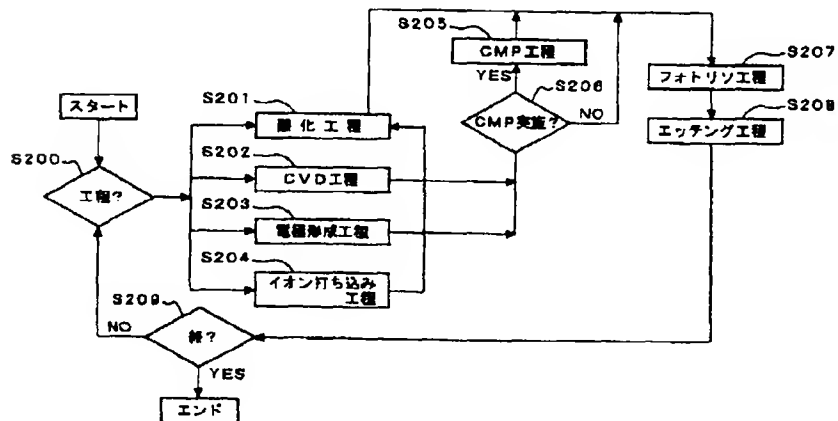 S205
CMP工程
YES
S206
CMP実施?
NO
S207
フォトリソ工程
S208
エッチング工程
スタート
S200
工程?
S201
酸化工程
S202
CVD工程
S203
電極形成工程
S204
イオン打ち込み
工程
S209
終?
NO
YES
エンド